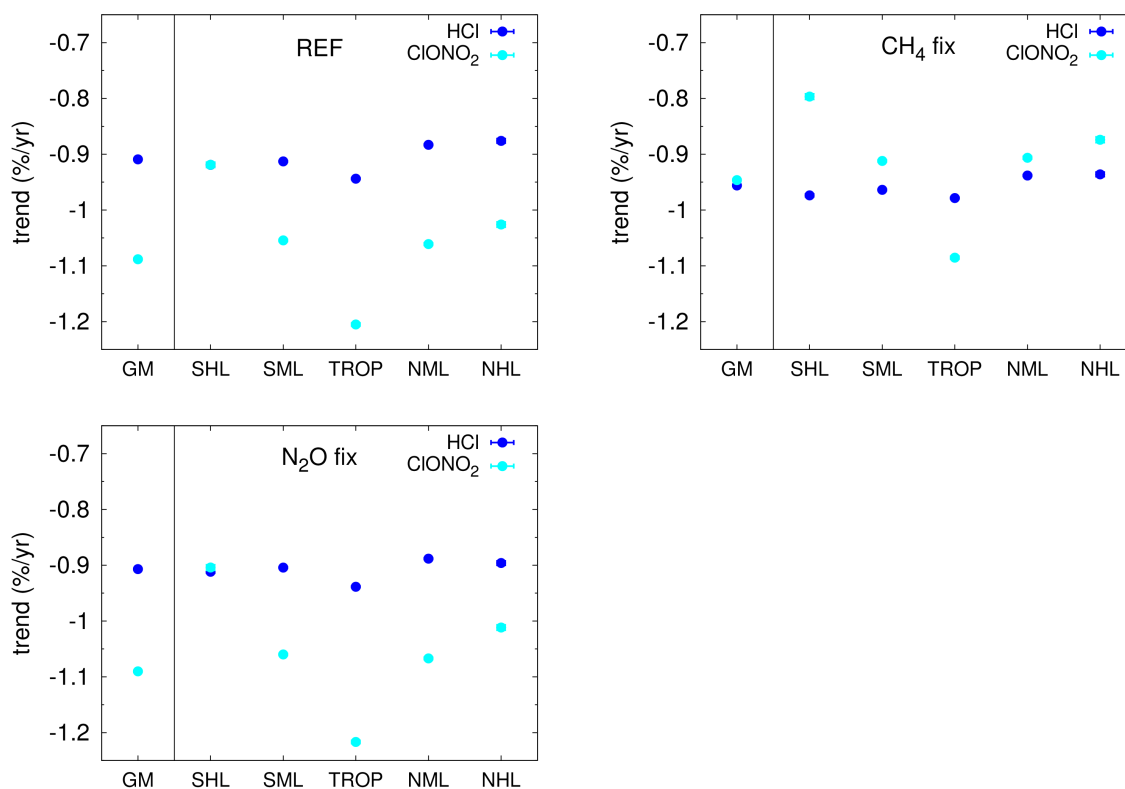 REF
HCl
ClONO2
trend (%/yr)
-0.7
-0.8
-0.9
-1
-1.1
-1.2
GM SHL SML TROP NML NHL
CH4 fix
HCl
ClONO2
trend (%/yr)
-0.7
-0.8
-0.9
-1
-1.1
-1.2
GM SHL SML TROP NML NHL
N2O fix
HCl
ClONO2
trend (%/yr)
-0.7
-0.8
-0.9
-1
-1.1
-1.2
GM SHL SML TROP NML NHL